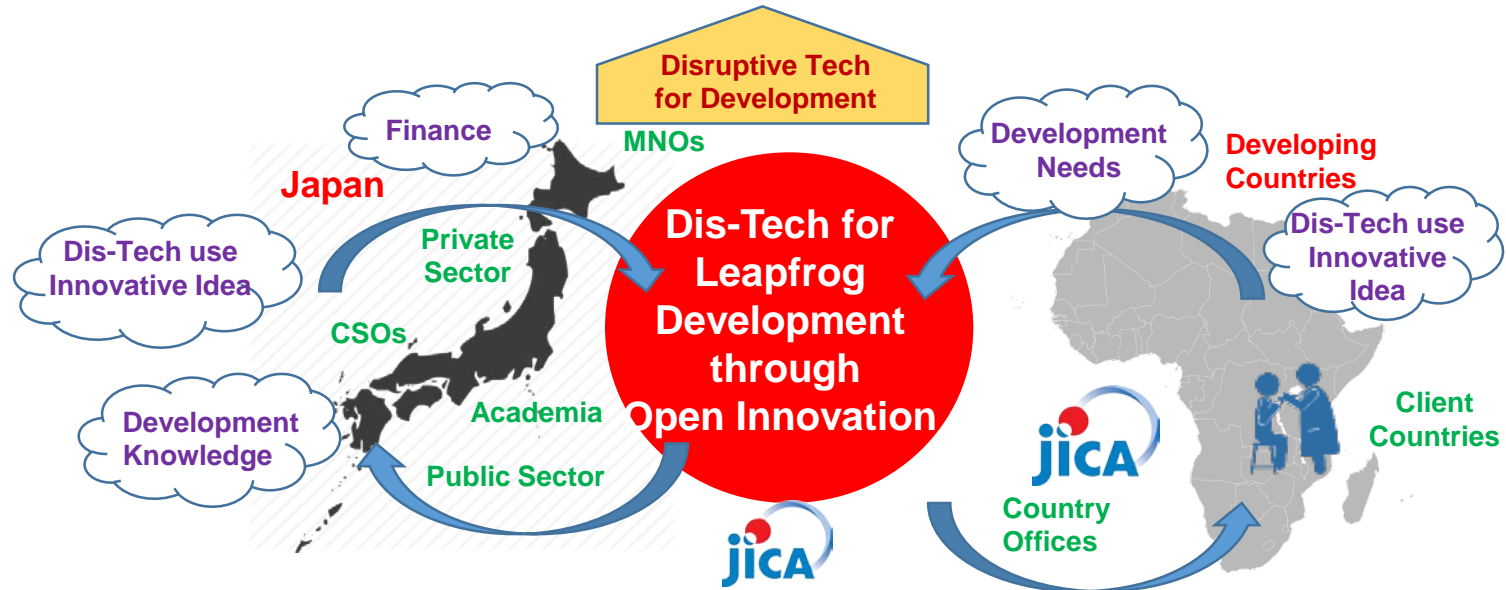 Disruptive Tech
for Development
Finance
MNOs
Development
Needs
Developing
Countries
Japan
Dis-Tech use
Innovative Idea
Private
Sector
CSOs
Academia
Public Sector
Development
Knowledge
Dis-Tech for
Leapfrog
Development
through
Open Innovation
Dis-Tech use
Innovative
Idea
Client
Countries
jICA
Country
Offices
jICA